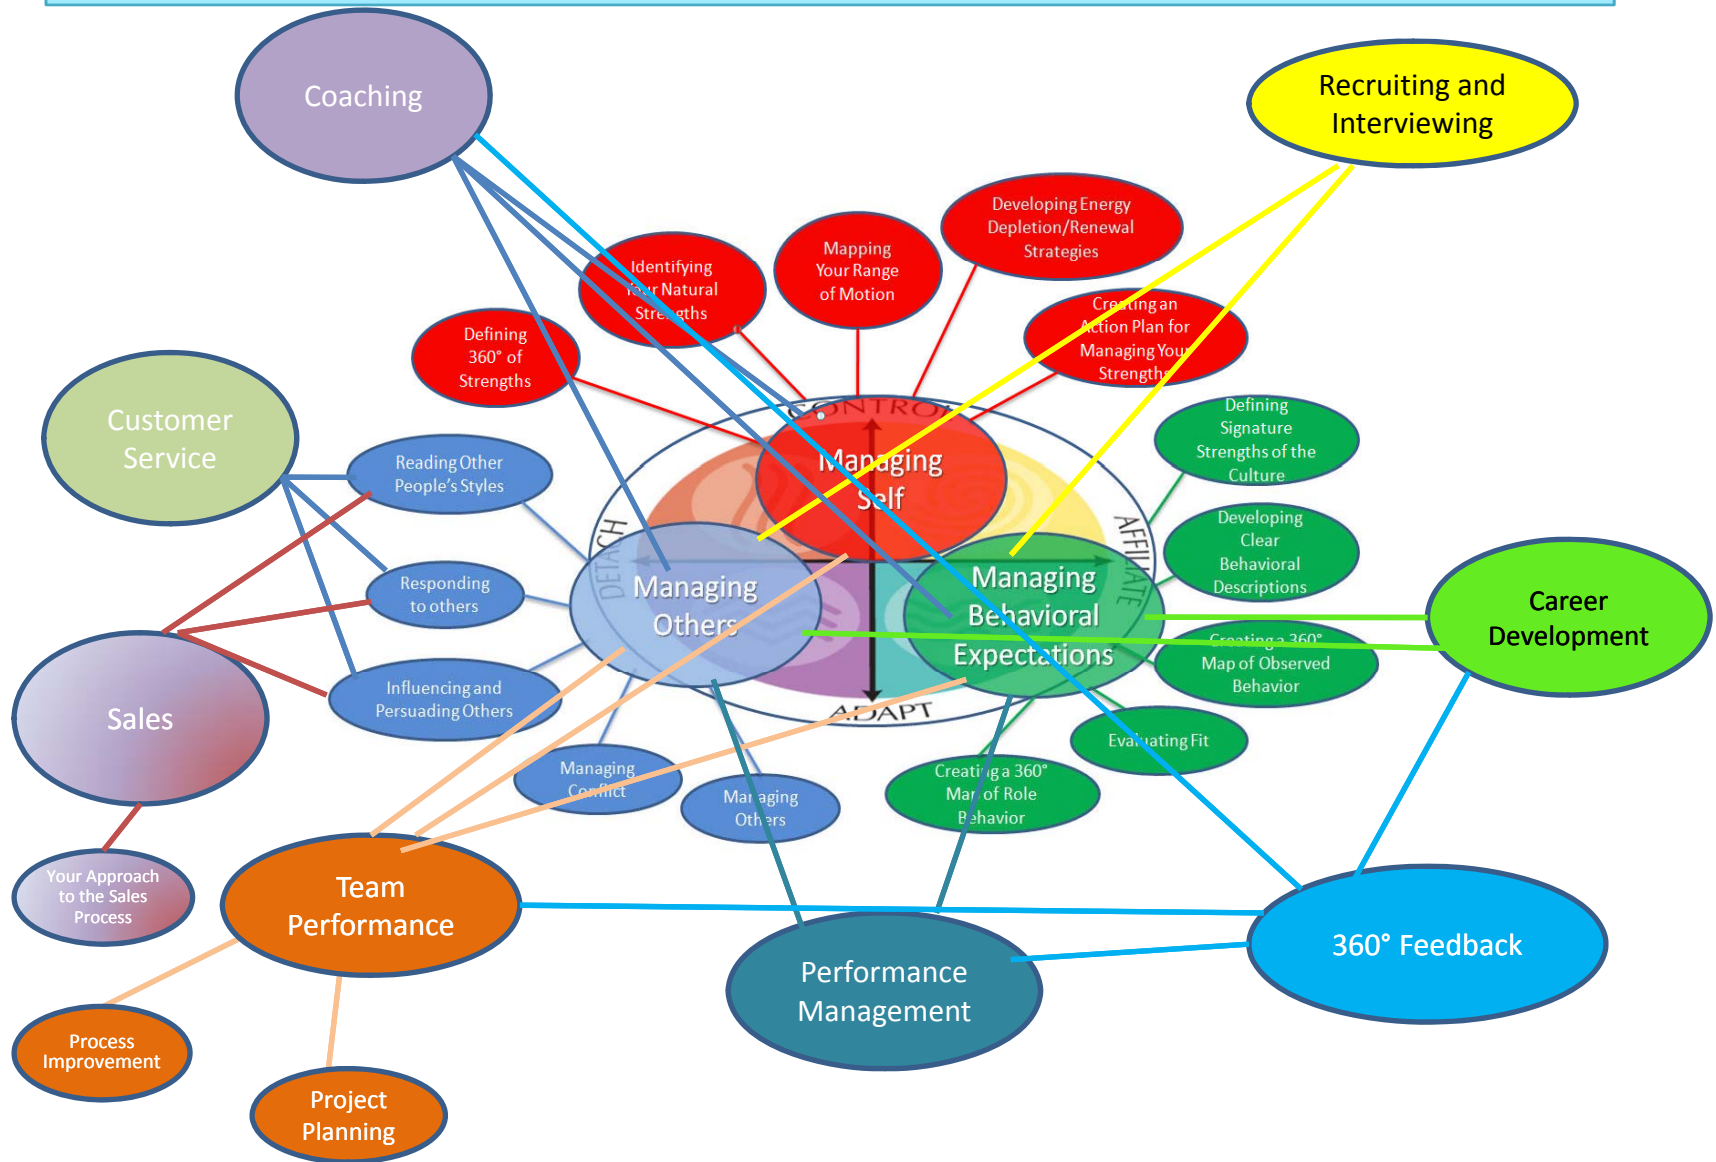 Coaching
Recruiting and
Interviewing
Developing Energy
Depletion/Renewal
Strategies
Mapping
Your Range
of Motion
Identifying
Your Natural
Strengths
Creating an
Action Plan for
Managing Your
Strengths
Defining
360° of
Strengths
Customer
Service
Reading Other
People's Styles
Responding
to others
Influencing and
Persuading Others
Managing
Conflict
Managing
Others
CONTROL
DETACH
AFFILIATE
ADAPT
Managing
Self
Managing
Others
Managing
Behavioral
Expectations
Defining
Signature
Strengths of the
Culture
Developing
Clear
Behavioral
Descriptions
Creating a 360°
Map of Observed
Behavior
Evaluating Fit
Creating a 360°
Map of Role
Behavior
Career
Development
Sales
Your Approach
to the Sales
Process
Team
Performance
Process
Improvement
Project
Planning
Performance
Management
360° Feedback